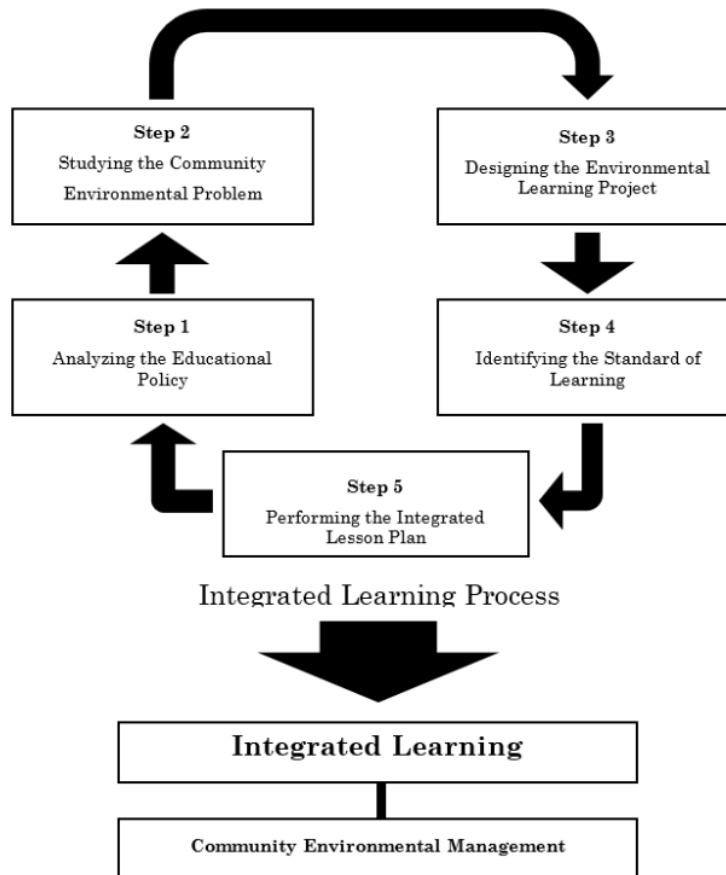 Step 2
Studying the Community
Environmental Problem
Step 3
Designing the Environmental
Learning Project
Step 1
Analyzing the Educational
Policy
Step 4
Identifying the Standard of
Learning
Step 5
Performing the Integrated
Lesson Plan
Integrated Learning Process
Integrated Learning
Community Environmental Management